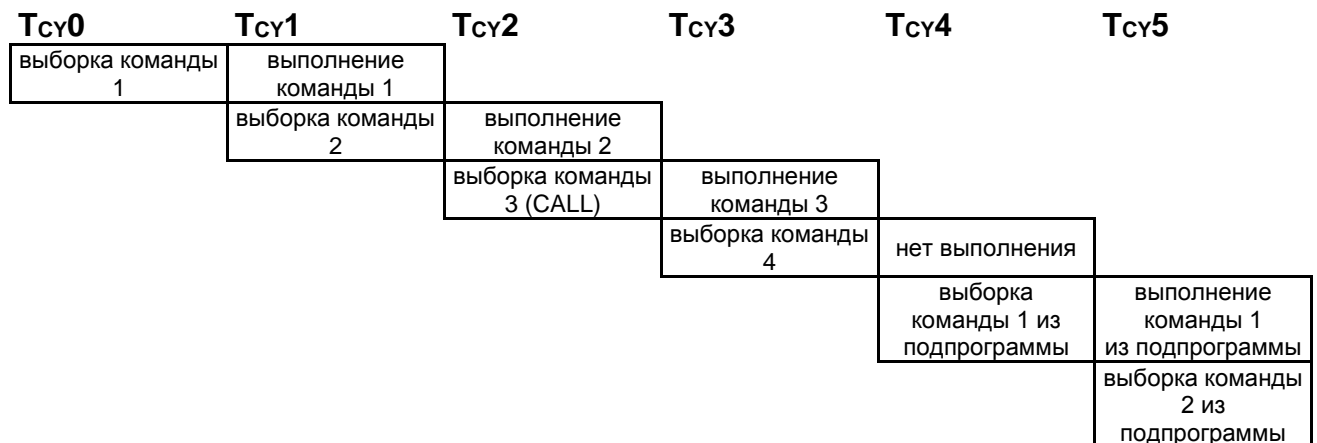 TCY0 TCY1 TCY2 TCY3 TCY4 TCY5
выборка команды
1
выполнение
команды 1
выборка команды
2
выполнение
команды 2
выборка команды
3 (CALL)
выполнение
команды 3
выборка команды
4
нет выполнения
выборка
команды 1 из
подпрограммы
выполнение
команды 1
из подпрограммы
выборка команды
2 из
подпрограммы